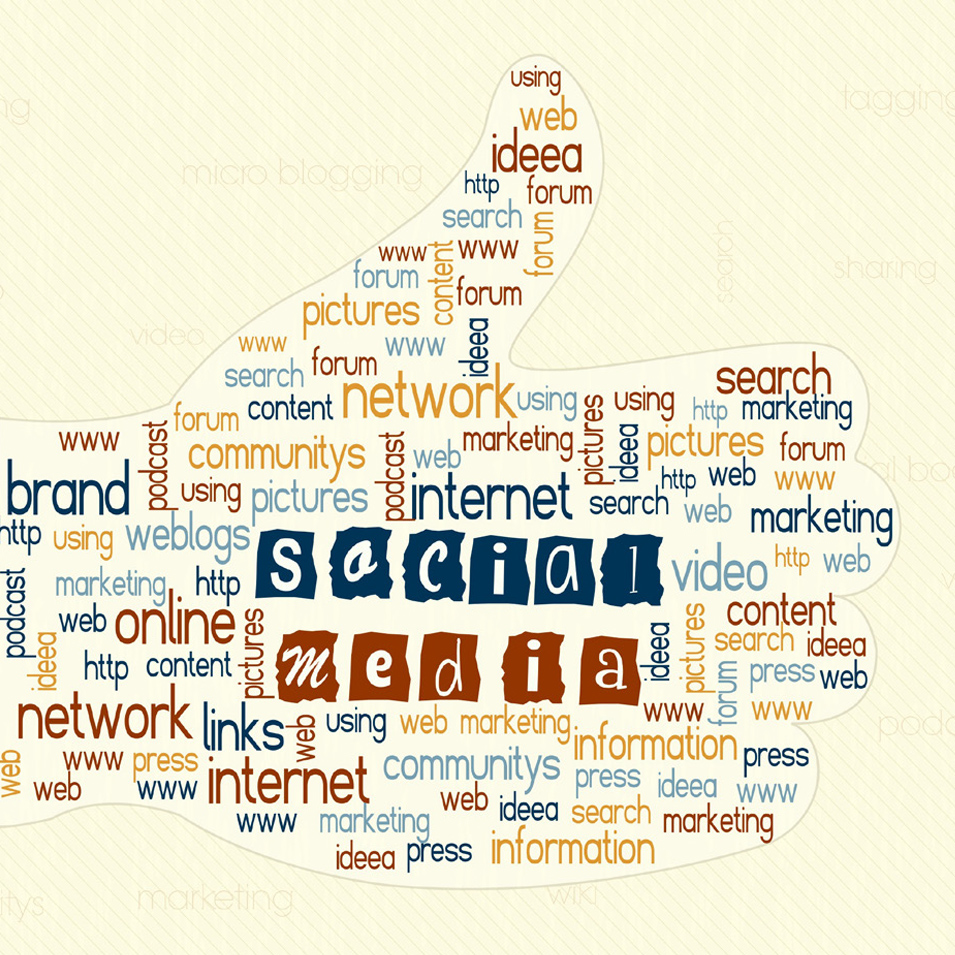 using
web
ideea
http forum
search
forum
www www
content
forum
forum
pictures
ideea
www www
forum
search
network
using
content
forum
search
using
http marketing
pictures
www
podcast
communitys
podcast
web
marketing
ideea
pictures
forum
brand
using
pictures
internet
http web
www
search
web
marketing
http using
weblogs
social
video
http web
podcast
marketing
http
web
online
content
ideea
pictures
media
ideea
pictures
search ideea
http content
forum
press
web
network
links
web
using
web marketing
www
www
information
press
web
www press
communitys
press ideea www
web
www
internet
web ideea search
www marketing
marketing
ideea press
information
micro blogging
tagging
search
sharing
video
marketing
wiki